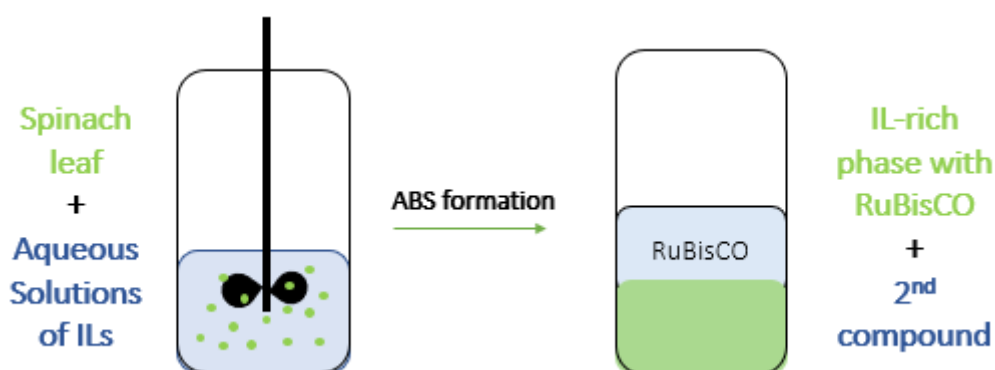 Spinach
leaf
+
Aqueous
Solutions
of ILs
ABS formation
RuBisCO
IL-rich
phase with
RuBisCO
+
2nd
compound